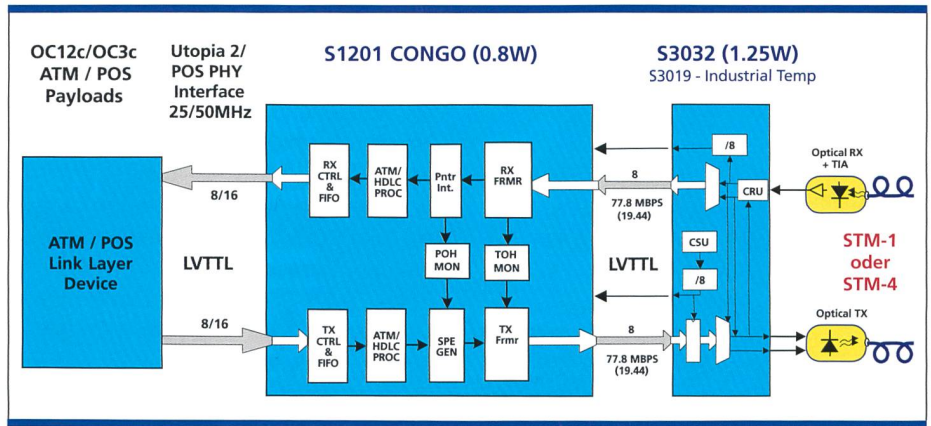 OC12c/OC3c
ATM / POS
Payloads
Utopia 2/
POS PHY
Interface
25/50MHz
S1201 CONGO (0.8W)
S3032 (1.25W)
S3019 - Industrial Temp
ATM / POS
Link Layer
Device
8/16
LVTTL
8/16
RX
CTRL
&
FIFO
ATM/
HDLC
PROC
Pntr
Int.
RX
FRMR
POH
MON
TOH
MON
TX
CTRL
&
FIFO
ATM/
HDLC
PROC
SPE
GEN
TX
Frmr
8
77.8 MBPS
(19.44)
LVTTL
8
77.8 MBPS
(19.44)
/8
CRU
CSU
/8
Optical RX
+ TIA
STM-1
oder
STM-4
Optical TX